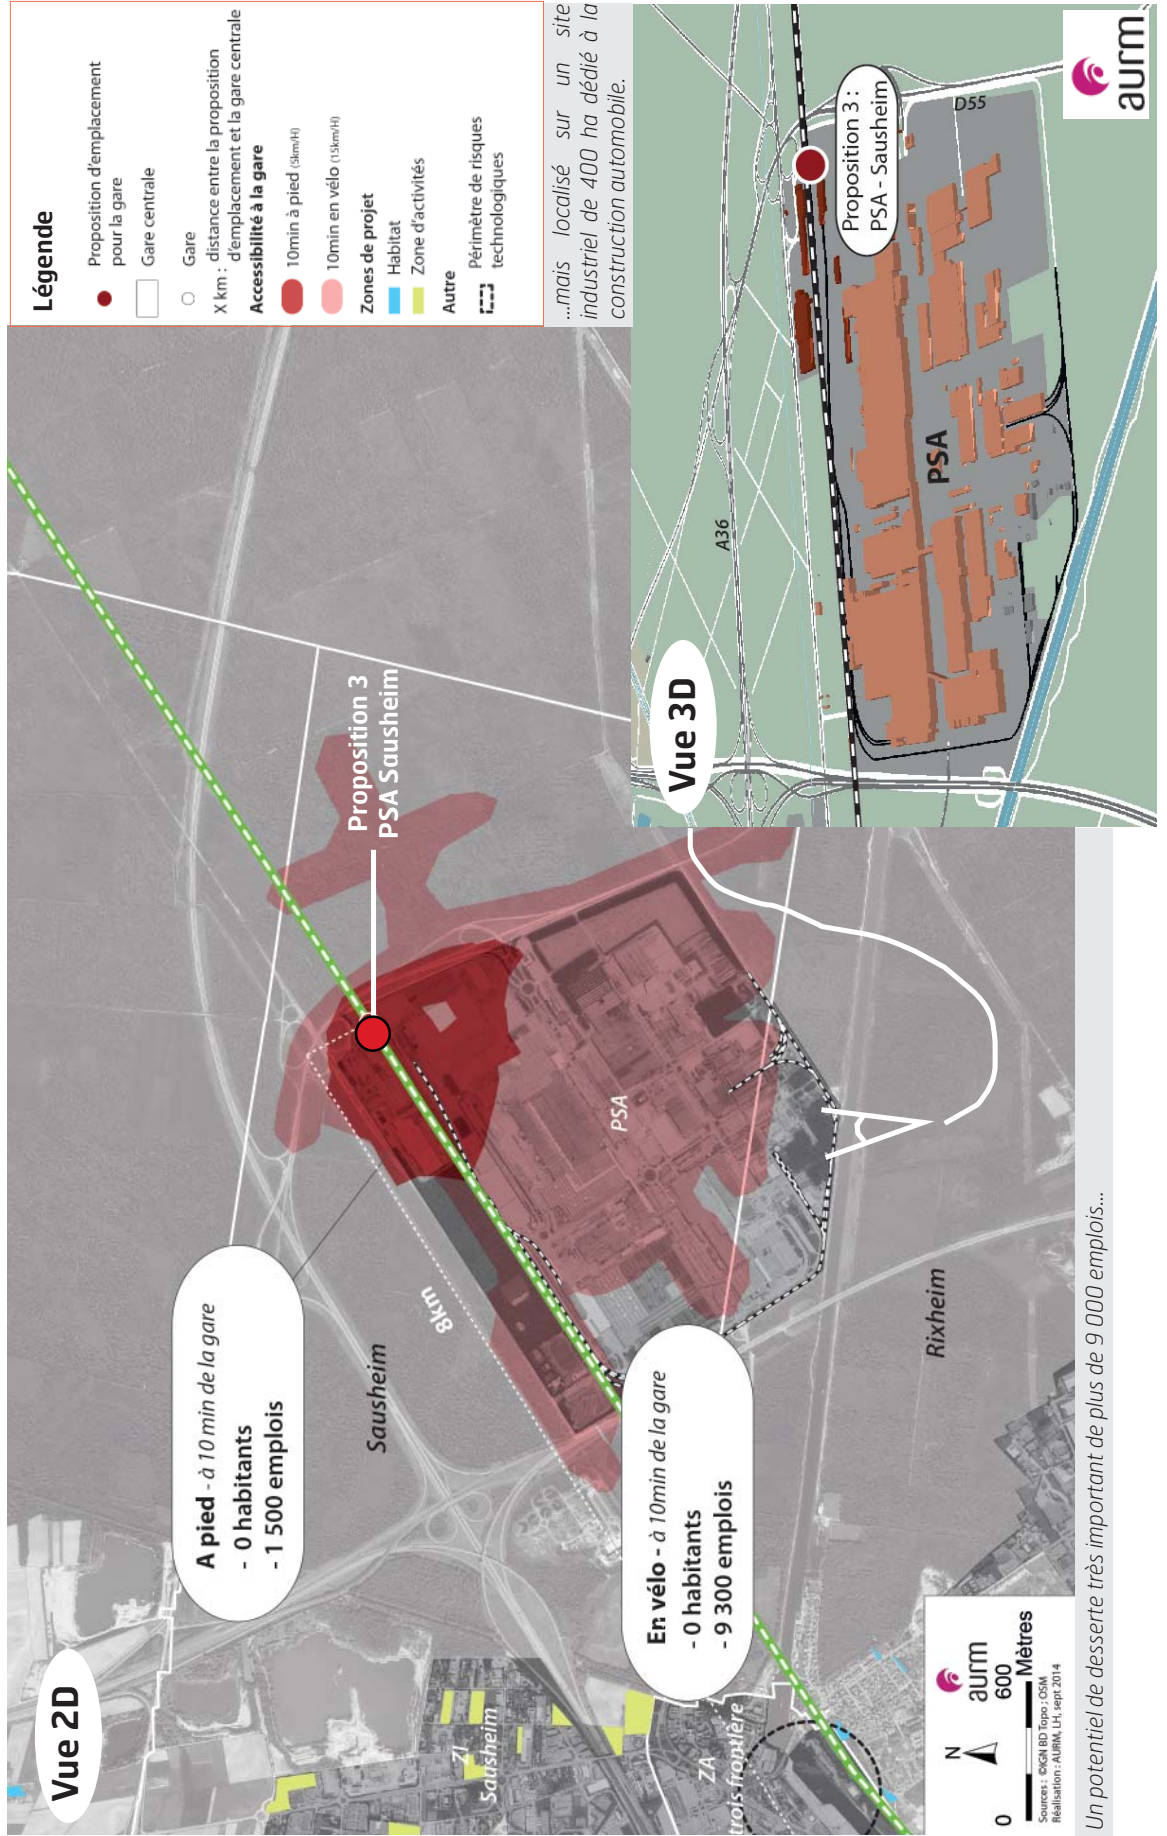 Vue 2D
A pied - à 10 min de la gare
- 0 habitants
- 1 500 emplois
Sausheim
8km
Proposition 3
PSA Sausheim
PSA
En vélo - à 10min de la gare
- 0 habitants
- 9 300 emplois
Rixheim
ZI
Sausheim
ZA
trois frontière
N
aurm
0
600
Mètres
Sources : ©IGN BD Topo ; OSM
Réalisation : AURM, LH, sept 2014
Un potentiel de desserte très important de plus de 9 000 emplois...
Légende
Proposition d'emplacement
pour la gare
Gare centrale
Gare
X km : distance entre la proposition
d'emplacement et la gare centrale
Accessibilité à la gare
10min à pied (5km/H)
10min en vélo (15km/H)
Zones de projet
Habitat
Zone d'activités
Autre
Périmètre de risques
technologiques
...mais localisé sur un site
industriel de 400 ha dédié à la
construction automobile.
Vue 3D
A36
PSA
Proposition 3 :
PSA - Sausheim
D55
aurm